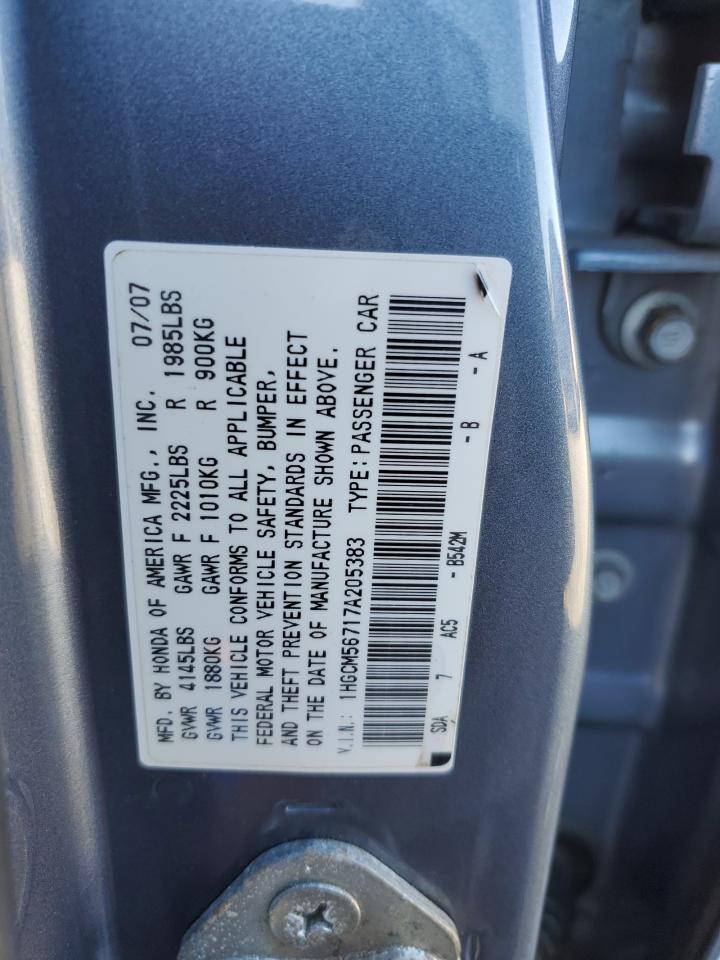 MFD. BY HONDA OF AMERICA MFG., INC. 07/07
GVWR 4145LBS GAWR F 2225LBS R 1985LBS
GVWR 1880KG GAWR F 1010KG R 900KG
THIS VEHICLE CONFORMS TO ALL APPLICABLE
FEDERAL MOTOR VEHICLE SAFETY, BUMPER,
AND THEFT PREVENTION STANDARDS IN EFFECT
ON THE DATE OF MANUFACTURE SHOWN ABOVE.
V.I.N.: 1HGCM56717A205383 TYPE: PASSENGER CAR
SDA 7 AC5 - B542M - B - A